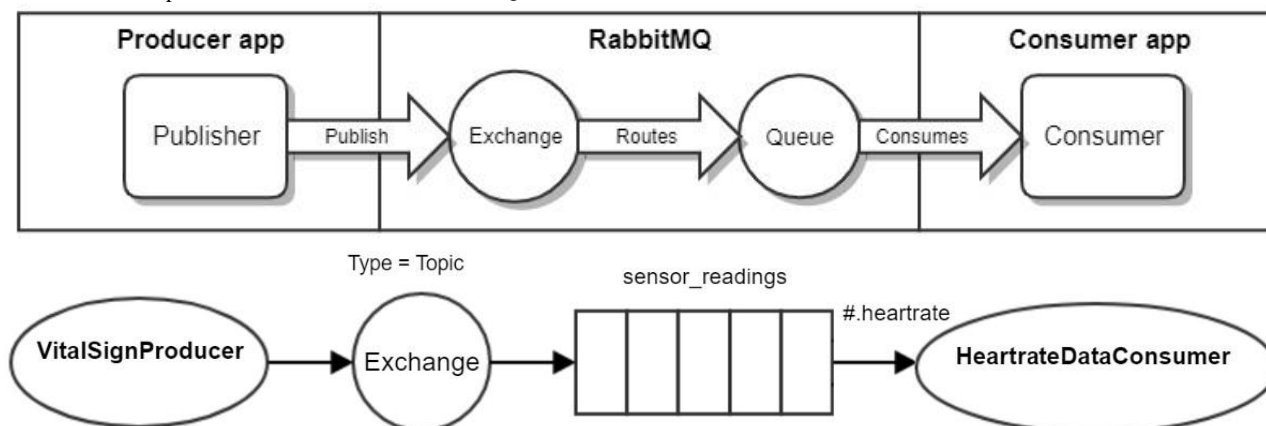 Producer app
RabbitMQ
Consumer app
Publisher
Publish
Exchange
Routes
Queue
Consumes
Consumer
Type = Topic
sensor_readings
#.heartrate
VitalSignProducer
Exchange
HeartrateDataConsumer